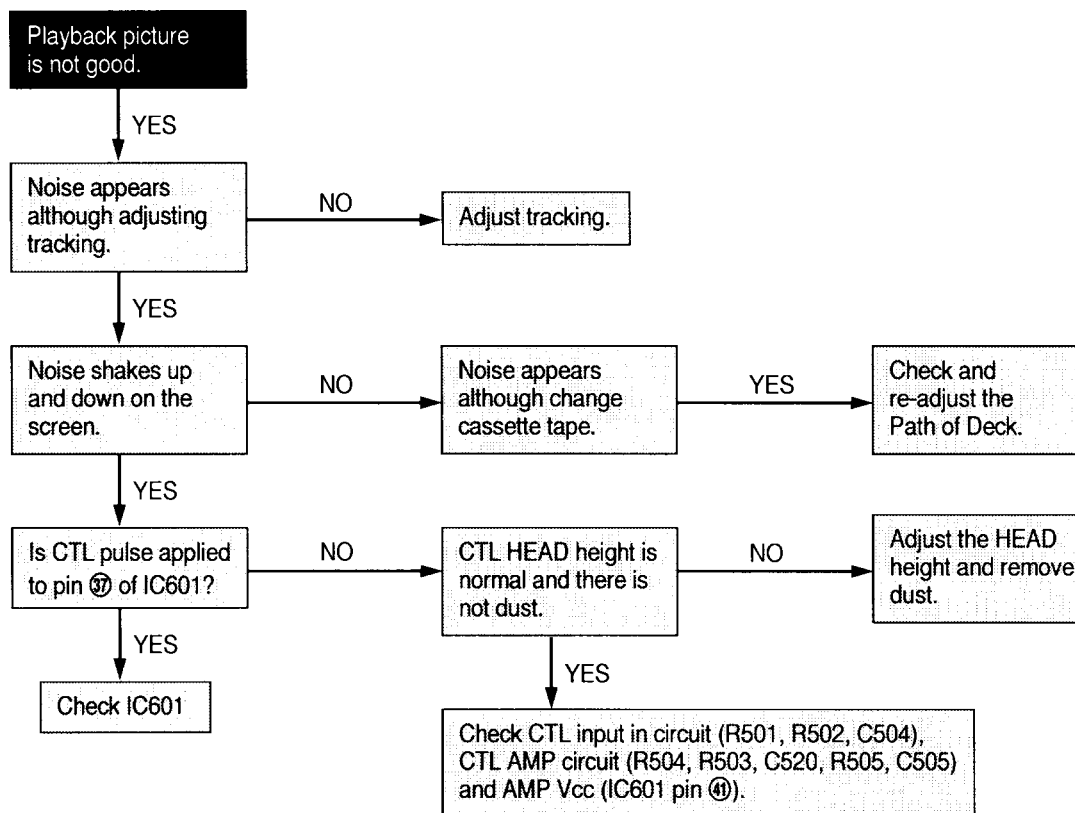 Playback picture
is not good.
YES
Noise appears
although adjusting
tracking.
NO
Adjust tracking.
YES
Noise shakes up
and down on the
screen.
NO
Noise appears
although change
cassette tape.
YES
Check and
re-adjust the
Path of Deck.
YES
Is CTL pulse applied
to pin ㊲ of IC601?
NO
CTL HEAD height is
normal and there is
not dust.
NO
Adjust the HEAD
height and remove
dust.
YES
Check IC601
YES
Check CTL input in circuit (R501, R502, C504),
CTL AMP circuit (R504, R503, C520, R505, C505)
and AMP Vcc (IC601 pin ㊶).